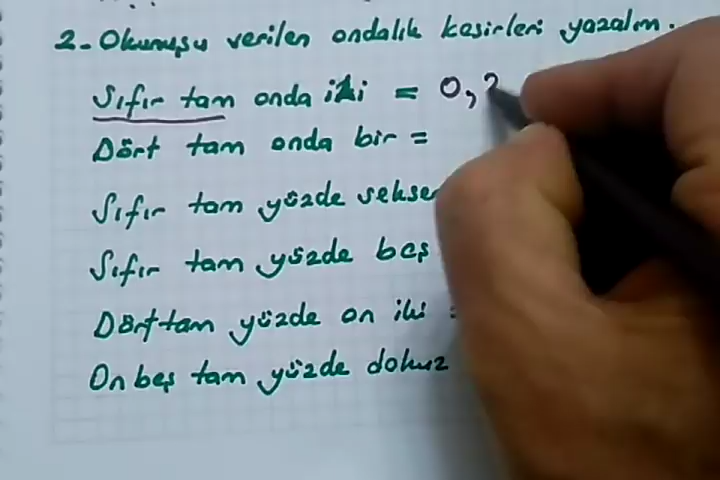 2- Okunuşu verilen ondalık kesirleri yazalım.
Sıfır tam onda iki = 0,2
Dört tam onda bir =
Sıfır tam yüzde seksen
Sıfır tam yüzde beş
Dört tam yüzde on iki =
On beş tam yüzde dokuz